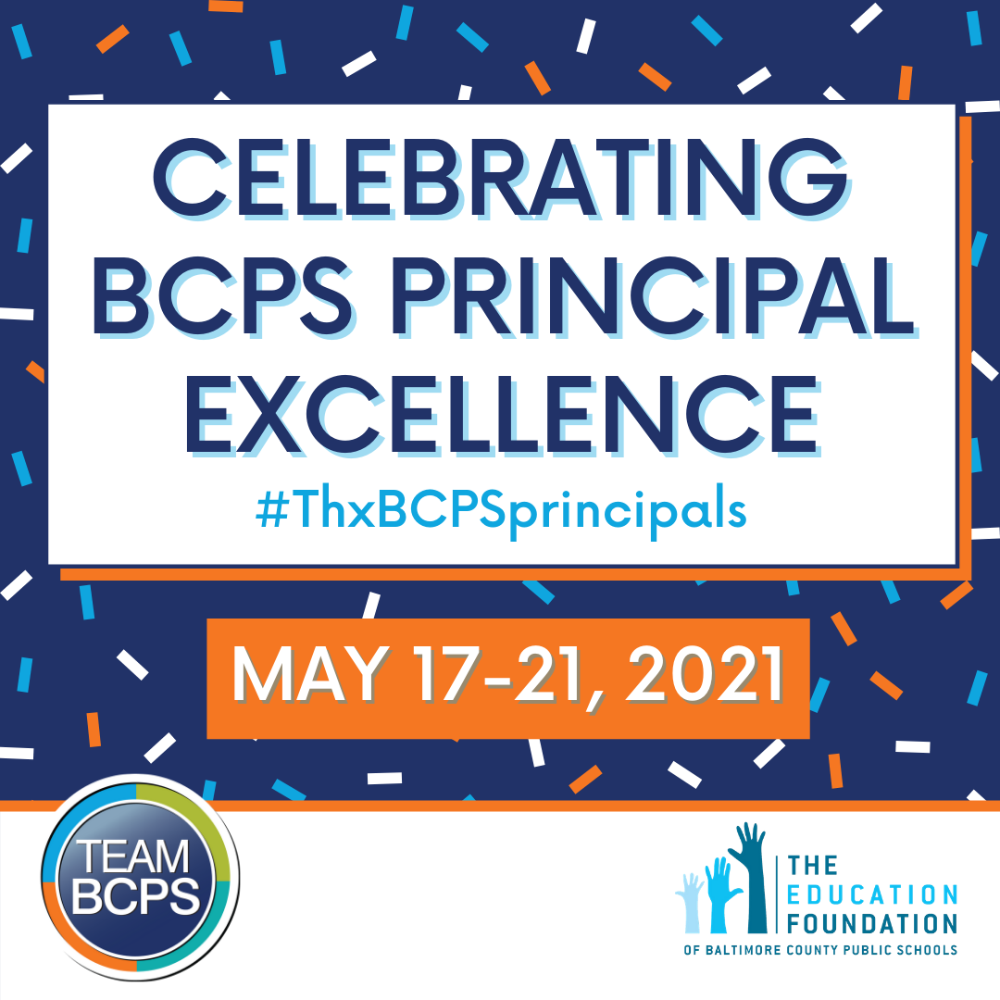 CELEBRATING
BCPS PRINCIPAL
EXCELLENCE
#ThxBCPSprincipals
MAY 17-21, 2021
TEAM
BCPS
THE
EDUCATION
FOUNDATION
OF BALTIMORE COUNTY PUBLIC SCHOOLS